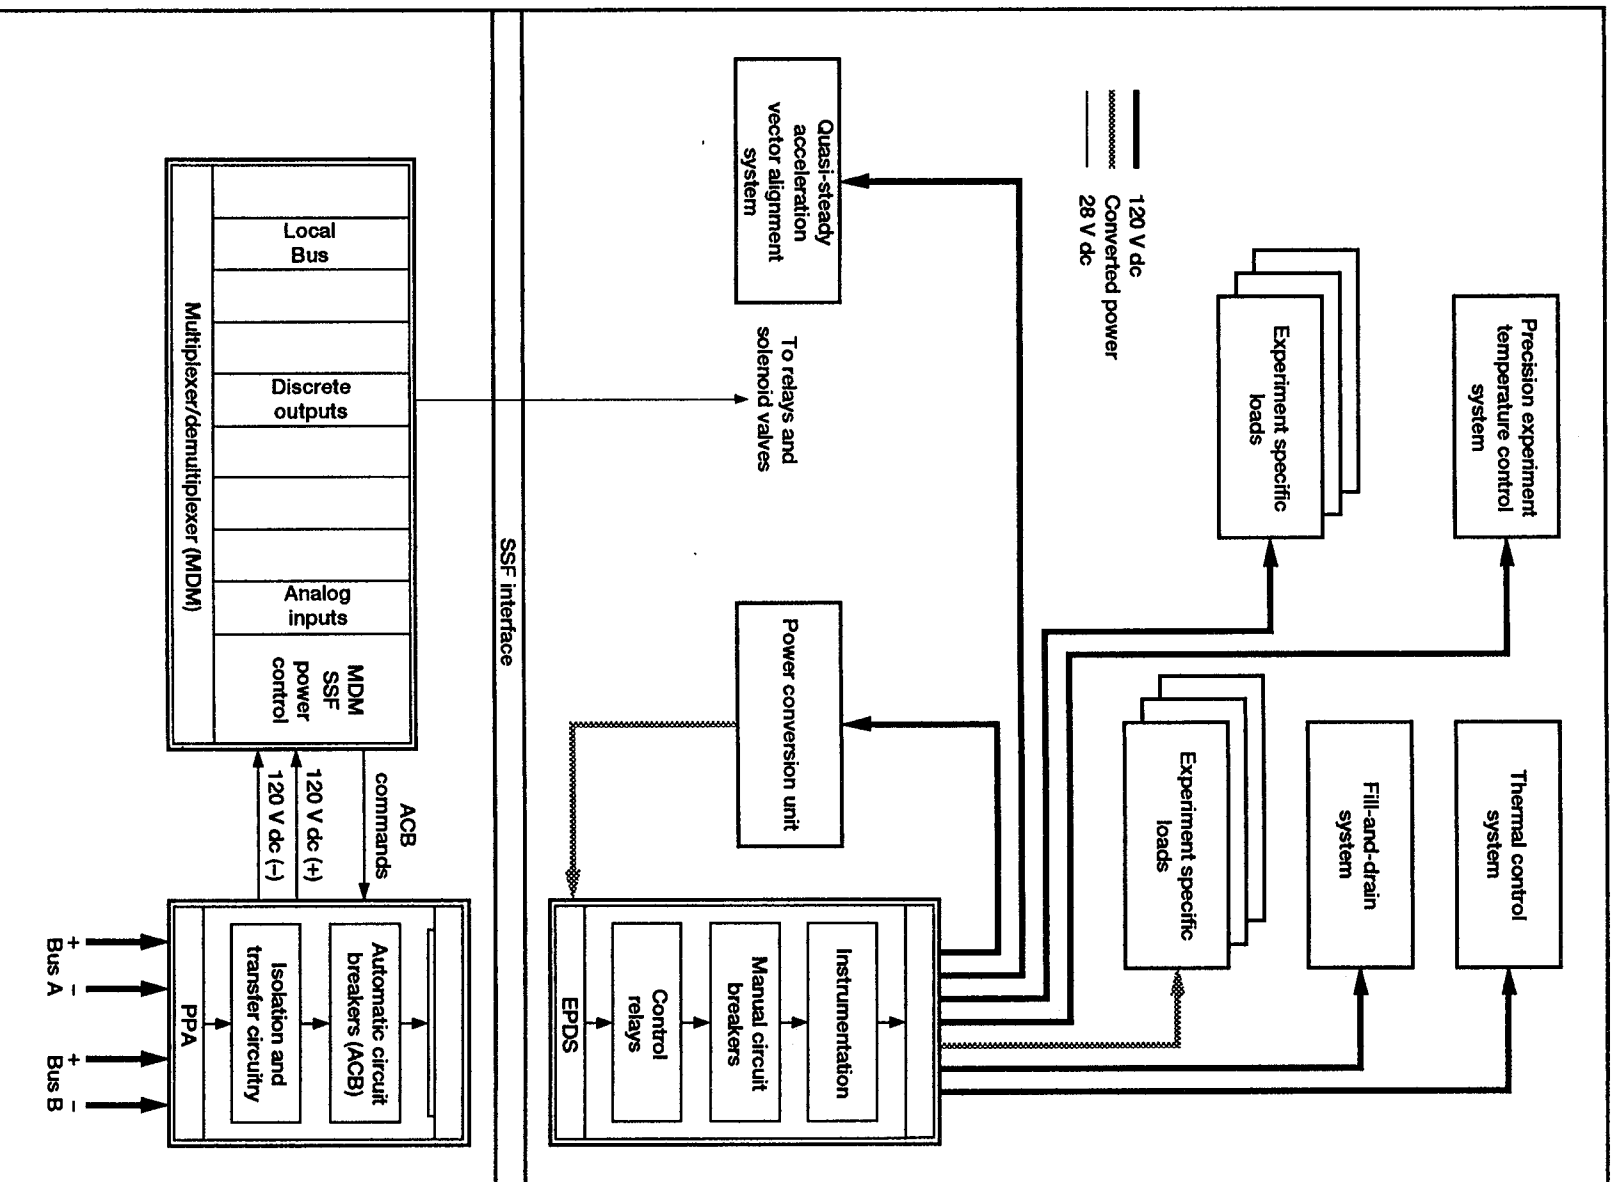 120 V dc
Converted power
28 V dc
Quasi-steady
acceleration
vector alignment
system
To relays and
solenoid valves
Power conversion unit
Experiment specific
loads
Precision experiment
temperature control
system
Experiment specific
loads
Fill-and-drain
system
Thermal control
system
EPDS
Control
relays
Manual circuit
breakers
Instrumentation
SSF interface
Local
Bus
Discrete
outputs
Analog
inputs
MDM
SSF
power
control
Multiplexer/demultiplexer (MDM)
ACB
commands
120 V dc (+)
120 V dc (–)
PPA
Isolation and
transfer circuitry
Automatic circuit
breakers (ACB)
+ –
Bus A
+ –
Bus B